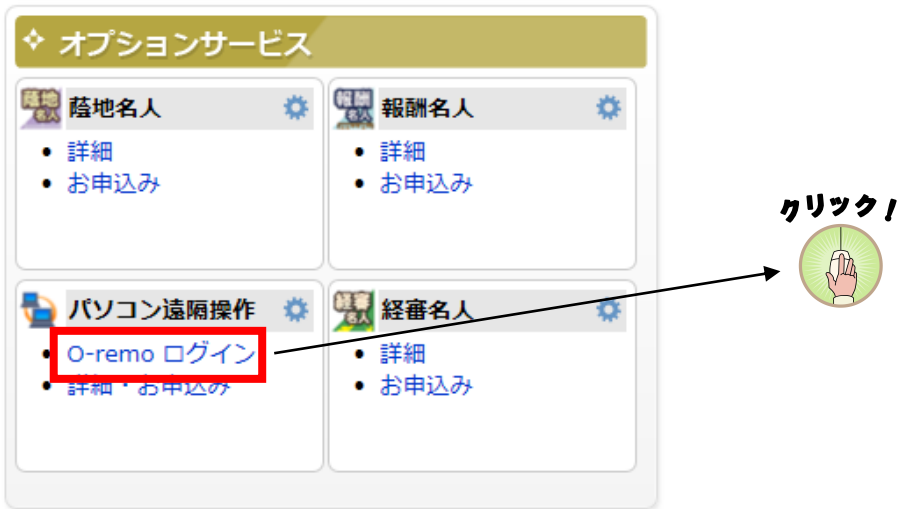 オプションサービス
蔭地名人
蔭地名人
詳細
お申込み
報酬名人
報酬名人
詳細
お申込み
クリック!
パソコン遠隔操作
O-remo ログイン
詳細・お申込み
経審名人
経審名人
詳細
お申込み